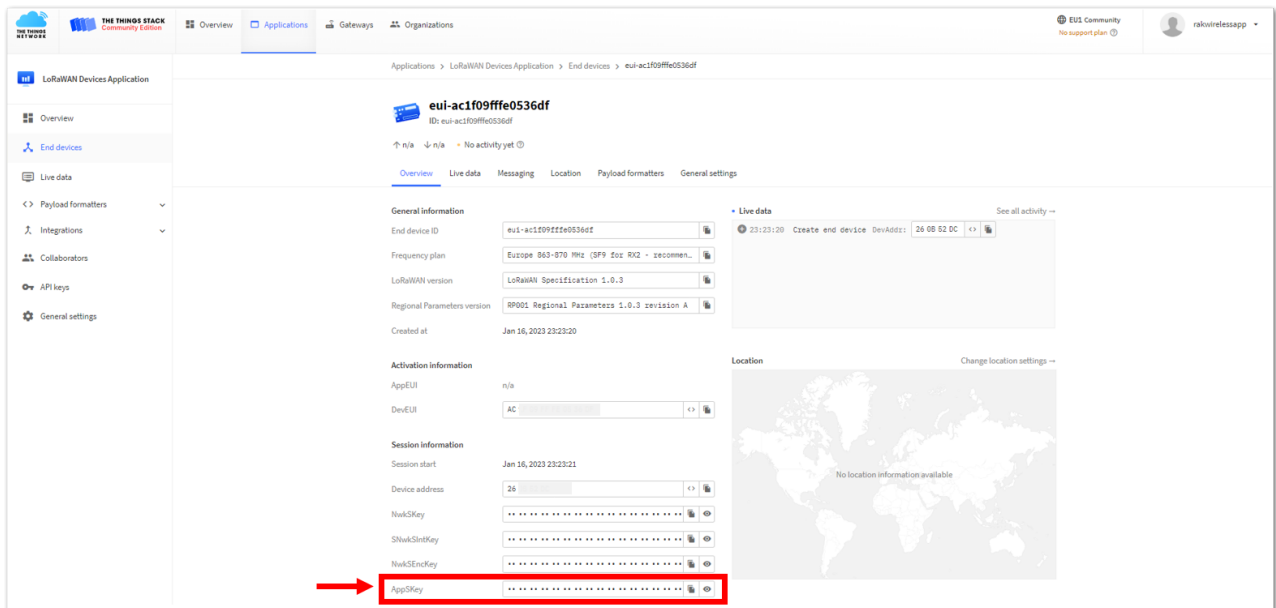 THE THINGS
NETWORK
THE THINGS STACK
Community Edition
Overview
Applications
Gateways
Organizations
EU1 Community
No support plan
rakwirelessapp
LoRaWAN Devices Application
Overview
End devices
Live data
Payload formatters
Integrations
Collaborators
API keys
General settings
Applications > LoRaWAN Devices Application > End devices > eui-ac1f09fffe0536df
eui-ac1f09fffe0536df
ID: eui-ac1f09fffe0536df
↑ n/a ↓ n/a • No activity yet
Overview Live data Messaging Location Payload formatters General settings
General information
End device ID eui-ac1f09fffe0536df
Frequency plan Europe 863-870 MHz (SF9 for RX2 - recommen…
LoRaWAN version LoRaWAN Specification 1.0.3
Regional Parameters version RP001 Regional Parameters 1.0.3 revision A
Created at Jan 16, 2023 23:23:20
Activation information
AppEUI n/a
DevEUI AC
Session information
Session start Jan 16, 2023 23:23:21
Device address 26
NwkSKey
SNwkSIntKey
NwkSEncKey
AppSKey
• Live data See all activity →
23:23:20 Create end device DevAddr: 26 0B 52 DC <>
Location Change location settings →
No location information available